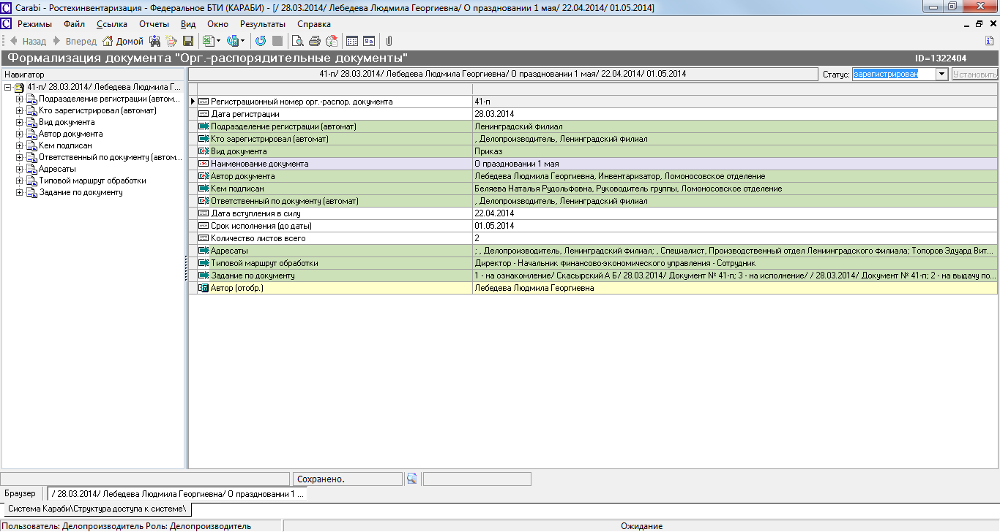 Carabi - Ростехинвентаризация - Федеральное БТИ (КАРАБИ) - [/ 28.03.2014/ Лебедева Людмила Георгиевна/ О праздновании 1 мая/ 22.04.2014/ 01.05.2014]
Режимы Файл Ссылка Отчеты Вид Окно Результаты Справка
Назад Вперед Домой
Формализация документа "Орг.-распорядительные документы" ID=1322404
Навигатор
41-п/ 28.03.2014/ Лебедева Людмила Георгиевна/ О праздновании 1 мая/ 22.04.2014/ 01.05.2014 Статус: зарегистрирован Установить
41-п/ 28.03.2014/ Лебедева Людмила Г...
Подразделение регистрации (автом...
Кто зарегистрировал (автомат)
Вид документа
Автор документа
Кем подписан
Ответственный по документу (автом...
Адресаты
Типовой маршрут обработки
Задание по документу
Регистрационный номер орг.-распор. документа 41-п
Дата регистрации 28.03.2014
Подразделение регистрации (автомат) Ленинградский филиал
Кто зарегистрировал (автомат) , Делопроизводитель, Ленинградский филиал
Вид документа Приказ
Наименование документа О праздновании 1 мая
Автор документа Лебедева Людмила Георгиевна, Инвентаризатор, Ломоносовское отделение
Кем подписан Беляева Наталья Рудольфовна, Руководитель группы, Ломоносовское отделение
Ответственный по документу (автомат) , Делопроизводитель, Ленинградский филиал
Дата вступления в силу 22.04.2014
Срок исполнения (до даты) 01.05.2014
Количество листов всего 2
Адресаты ; , Делопроизводитель, Ленинградский филиал; , Специалист, Производственный отдел Лениинградского филиала; Топоров Эдуард Вит...
Типовой маршрут обработки Директор - Начальник финансово-экономического управления - Сотрудник
Задание по документу 1 - на ознакомление/ Скасырский А Б/ 28.03.2014/ Документ № 41-п; 3 - на исполнение/ / 28.03.2014/ Документ № 41-п; 2 - на выдачу по...
Автор (отобр.) Лебедева Людмила Георгиевна
Сохранено.
Браузер / 28.03.2014/ Лебедева Людмила Георгиевна/ О праздновании 1 ...
Система Караби\Структура доступа к системе\
Пользователь: Делопроизводитель Роль: Делопроизводитель Ожидание